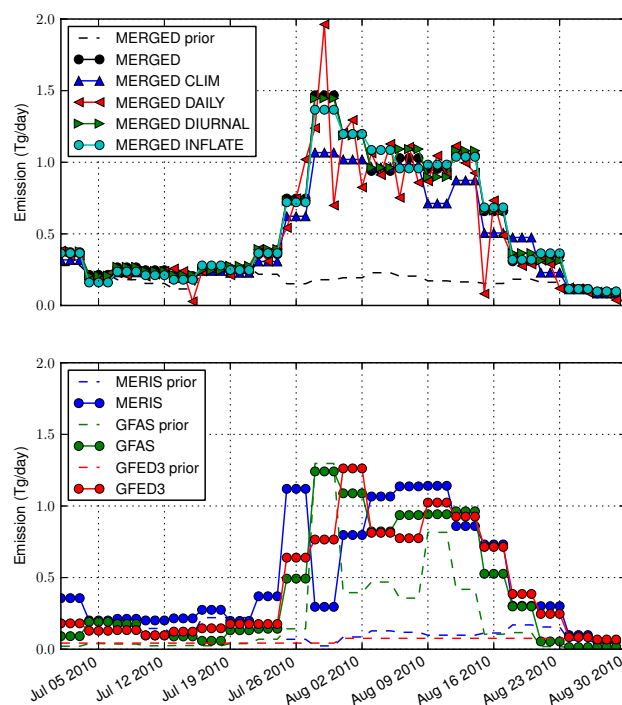 2.0
1.5
1.0
0.5
0.0
Emission (Tg/day)
MERGED prior
MERGED
MERGED CLIM
MERGED DAILY
MERGED DIURNAL
MERGED INFLATE
2.0
1.5
1.0
0.5
0.0
Emission (Tg/day)
MERIS prior
MERIS
GFAS prior
GFAS
GFED3 prior
GFED3
Jul 05 2010
Jul 12 2010
Jul 19 2010
Jul 26 2010
Aug 02 2010
Aug 09 2010
Aug 16 2010
Aug 23 2010
Aug 30 2010